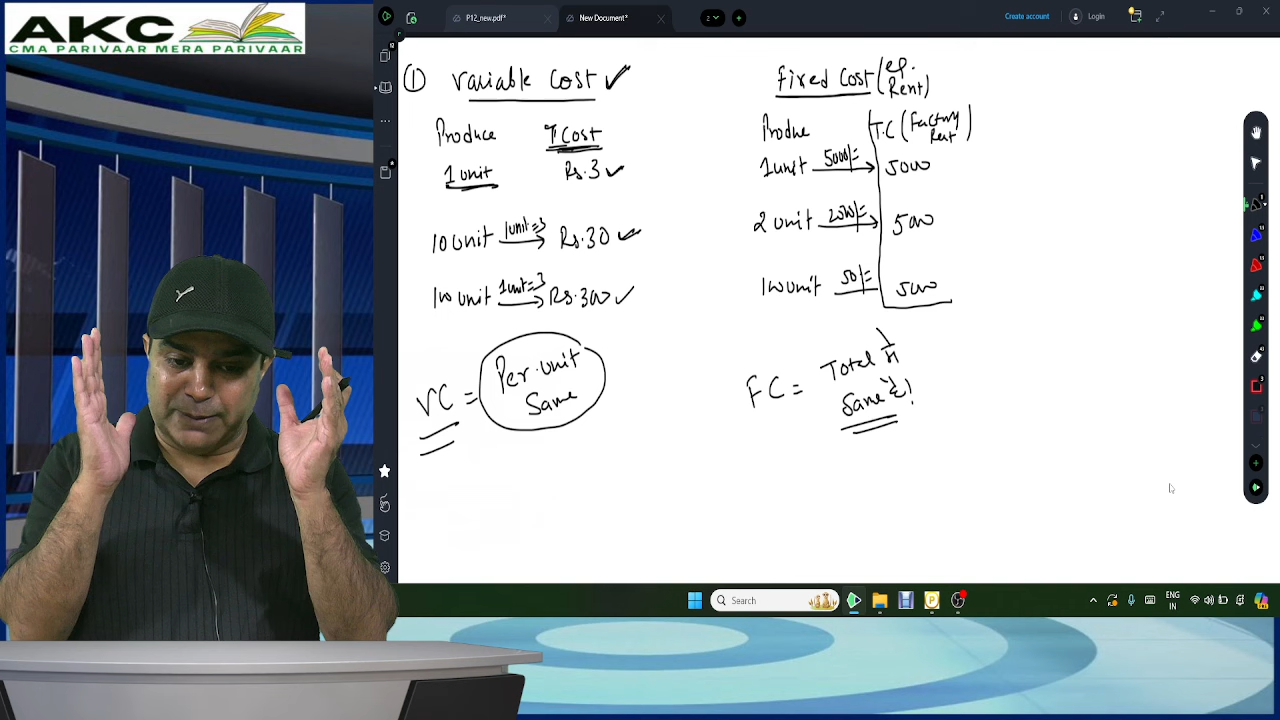 AKC
CMA PARIVAAR MERA PARIVAAR
P12_new.pdf*
New Document*
2
Create account
Login
① Variable Cost ✓
Produce T.Cost
1 unit Rs.3 ✓
10 unit 1unit=3 → Rs.30 ✓
100 unit 1unit=3 → Rs.300 ✓
VC = Per.unit
Same
Fixed Cost (eg.
Rent)
Produce T.C (Factory
Rent)
1 unit 5000/= → 5000
2 unit → 5000
100 unit 50/= 5000
FC = Total में
Same है!
Search
ENG
IN